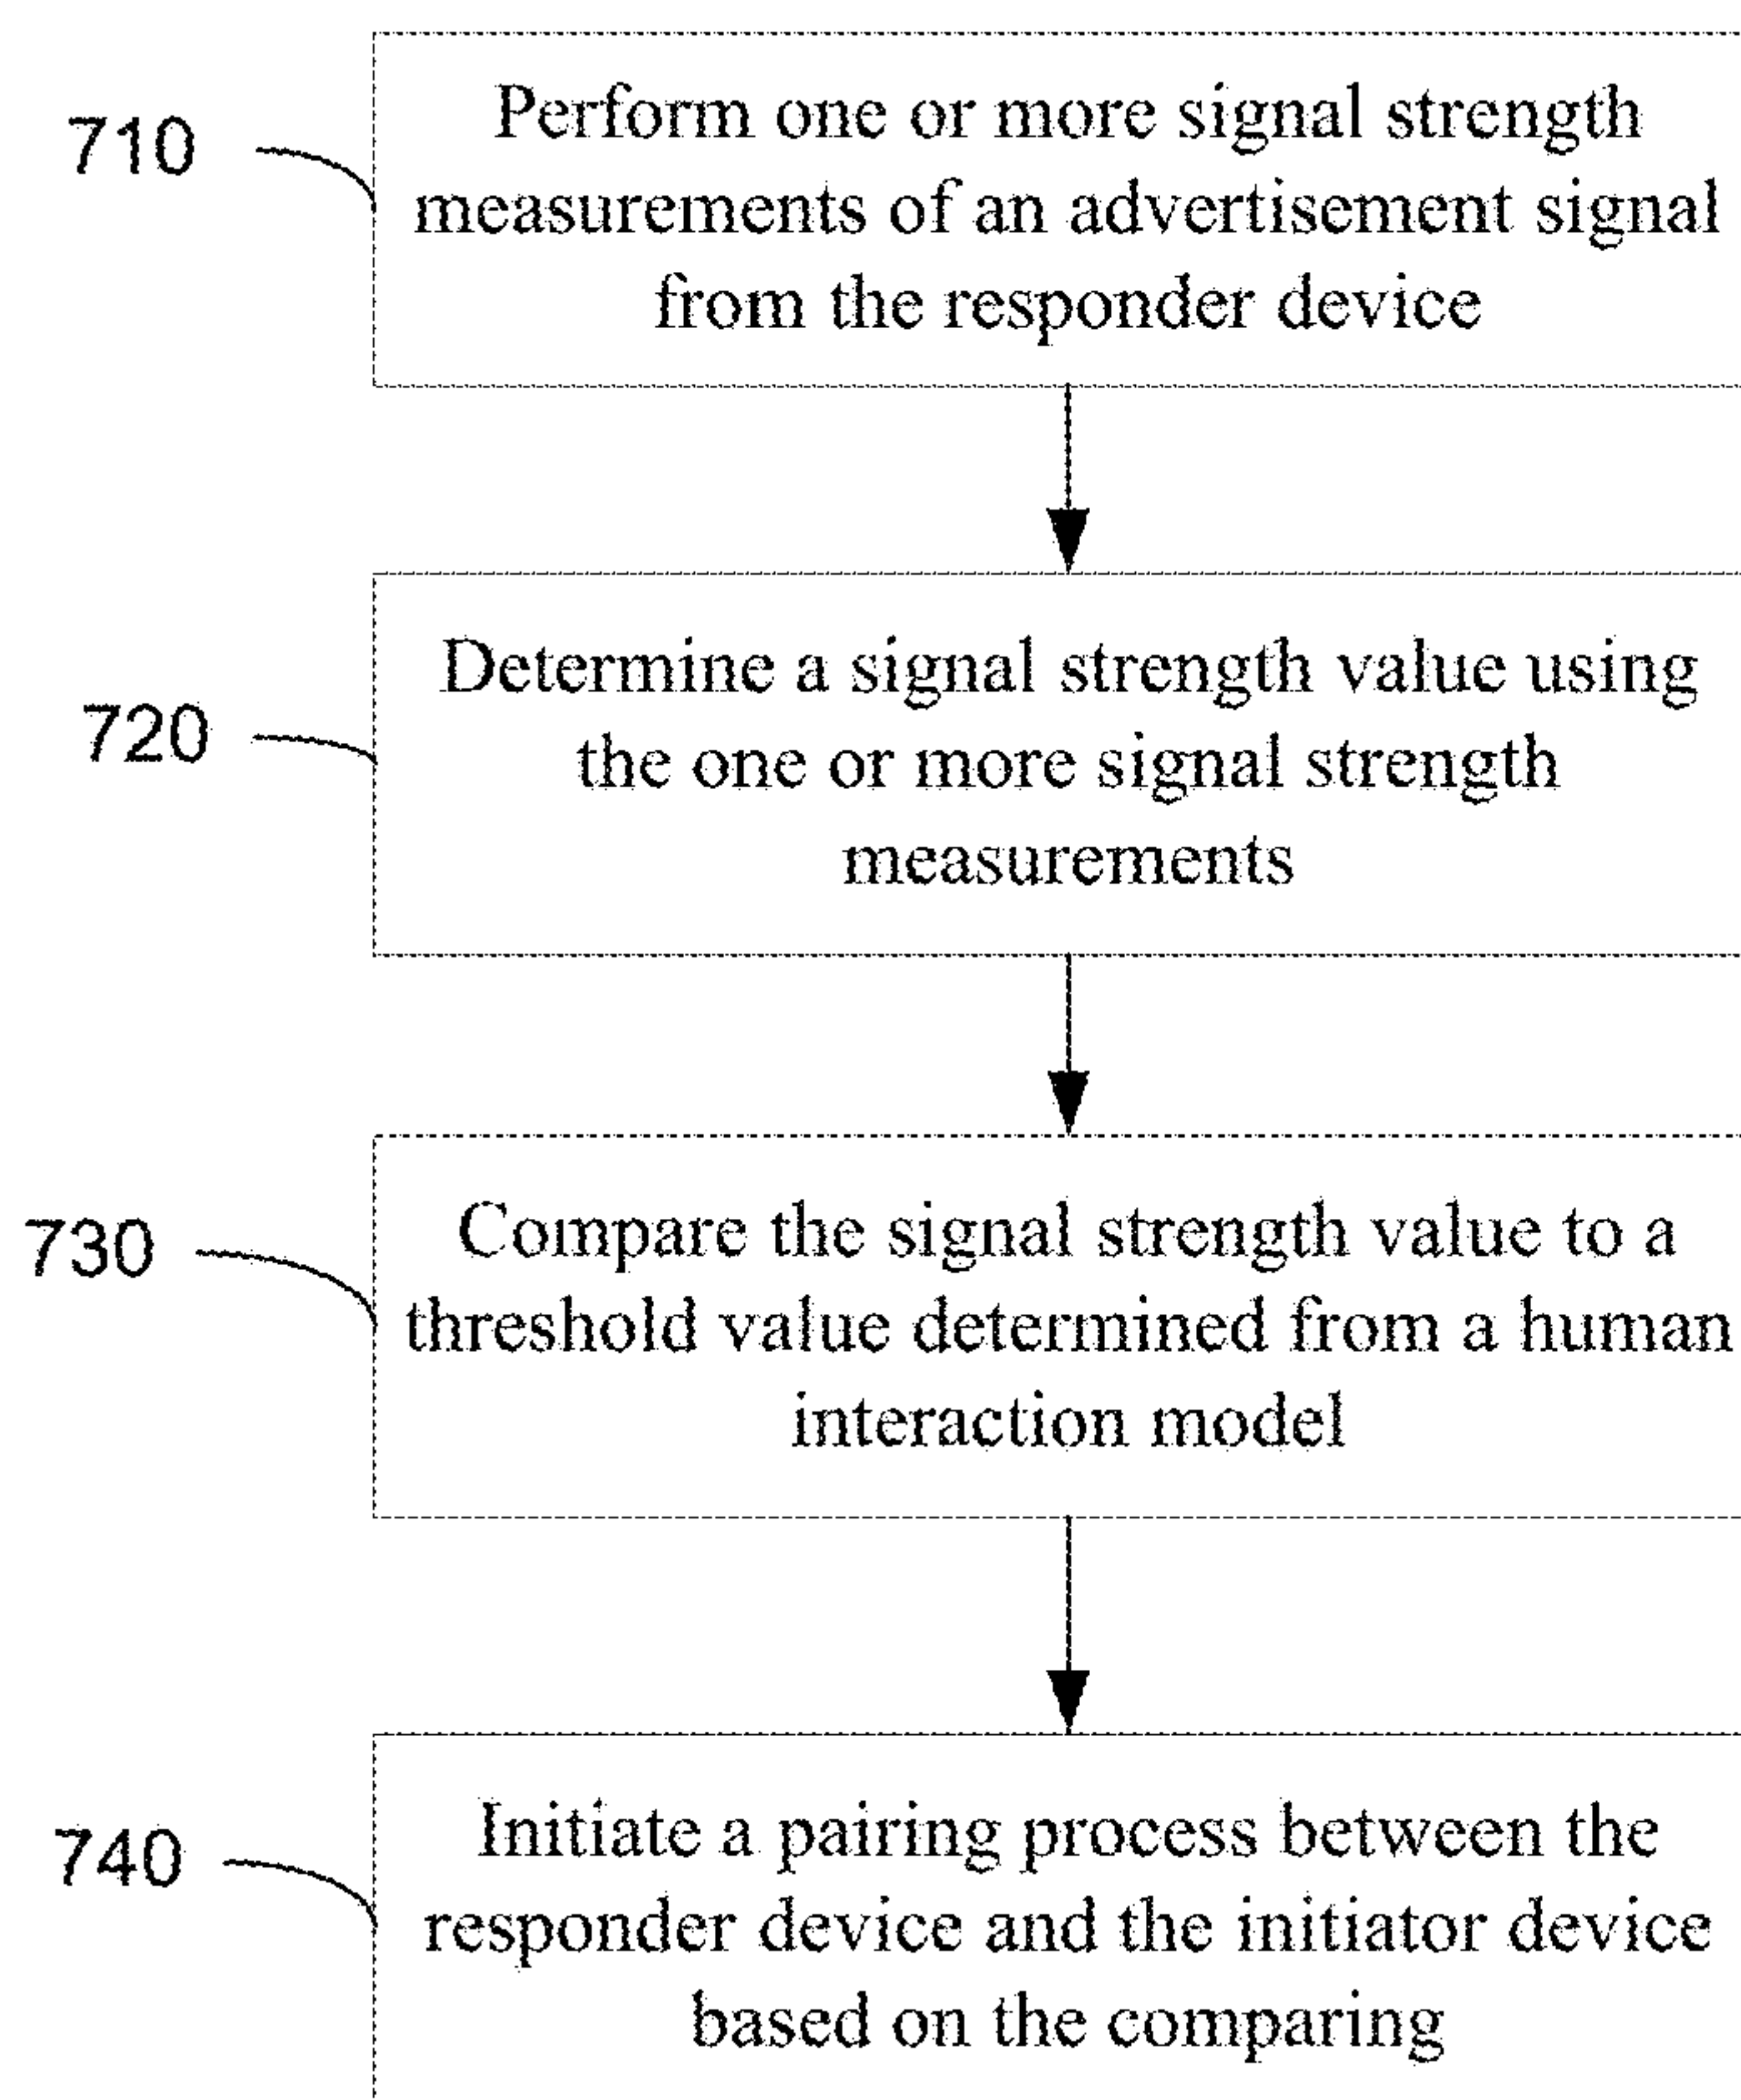 710
Perform one or more signal strength
measurements of an advertisement signal
from the responder device
720
Determine a signal strength value using
the one or more signal strength
measurements
730
Compare the signal strength value to a
threshold value determined from a human
interaction model
740
Initiate a pairing process between the
responder device and the initiator device
based on the comparing